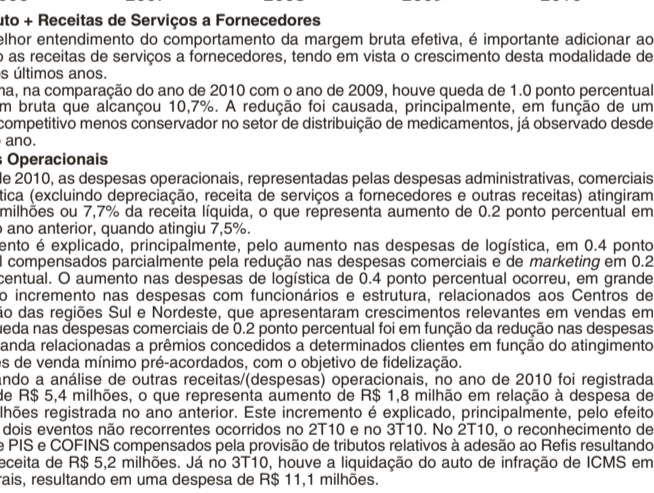 uto + Receitas de Serviços a Fornecedores
elhor entendimento do comportamento da margem bruta efetiva, é importante adicionar ao
o as receitas de serviços a fornecedores, tendo em vista o crescimento desta modalidade de
os últimos anos.
ma, na comparação do ano de 2010 com o ano de 2009, houve queda de 1.0 ponto percentual
m bruta que alcançou 10,7%. A redução foi causada, principalmente, em função de um
competitivo menos conservador no setor de distribuição de medicamentos, já observado desde
o ano.
s Operacionais
de 2010, as despesas operacionais, representadas pelas despesas administrativas, comerciais
tica (excluindo depreciação, receita de serviços a fornecedores e outras receitas) atingiram
milhões ou 7,7% da receita líquida, o que representa aumento de 0.2 ponto percentual em
o ano anterior, quando atingiu 7,5%.
ento é explicado, principalmente, pelo aumento nas despesas de logística, em 0.4 ponto
l compensados parcialmente pela redução nas despesas comerciais e de marketing em 0.2
centual. O aumento nas despesas de logística de 0.4 ponto percentual ocorreu, em grande
o incremento nas despesas com funcionários e estrutura, relacionados aos Centros de
ão das regiões Sul e Nordeste, que apresentaram crescimentos relevantes em vendas em
ueda nas despesas comerciais de 0.2 ponto percentual foi em função da redução nas despesas
anda relacionadas a prêmios concedidos a determinados clientes em função do atingimento
es de venda mínimo pré-acordados, com o objetivo de fidelização.
ando a análise de outras receitas/(despesas) operacionais, no ano de 2010 foi registrada
de R$ 5,4 milhões, o que representa aumento de R$ 1,8 milhão em relação à despesa de
lhões registrada no ano anterior. Este incremento é explicado, principalmente, pelo efeito
dois eventos não recorrentes ocorridos no 2T10 e no 3T10. No 2T10, o reconhecimento de
e PIS e COFINS compensados pela provisão de tributos relativos à adesão ao Refis resultando
eceita de R$ 5,2 milhões. Já no 3T10, houve a liquidação do auto de infração de ICMS em
rais, resultando em uma despesa de R$ 11,1 milhões.